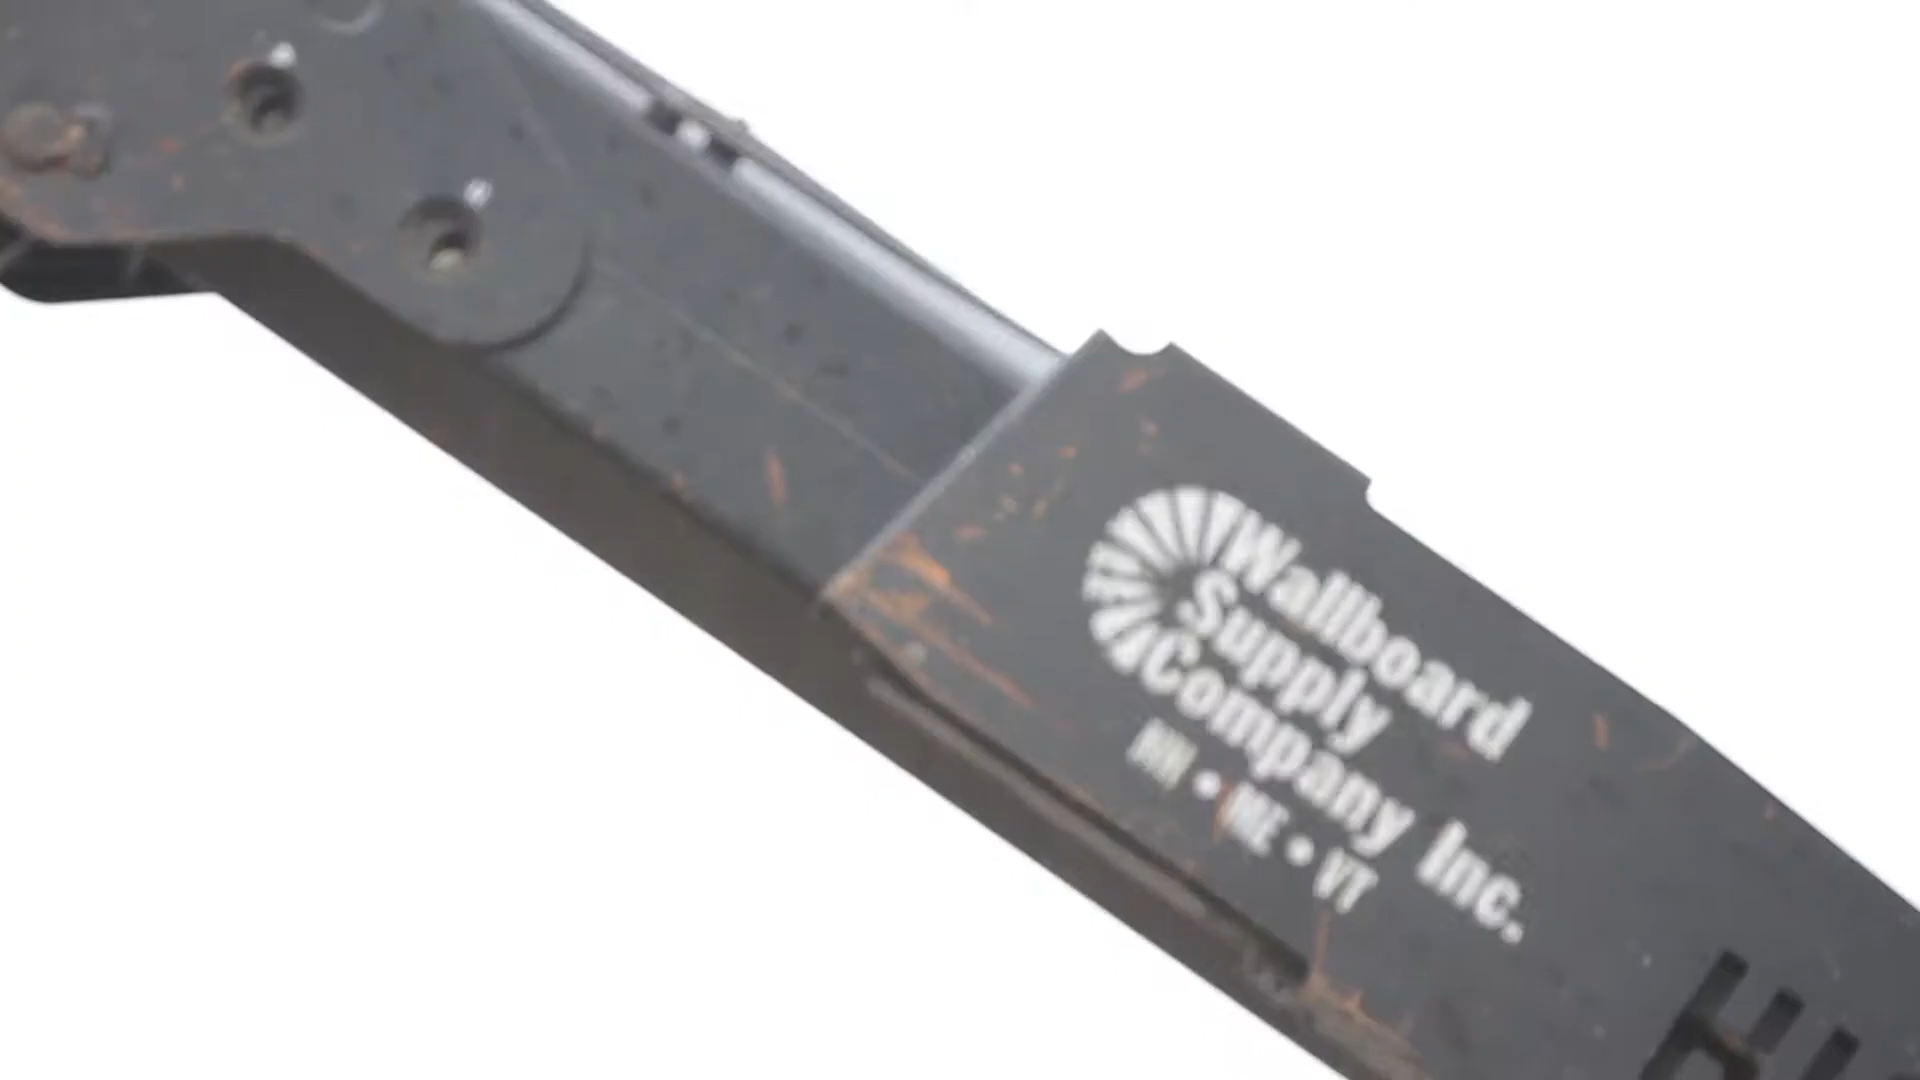 Wallboard
Supply
Company Inc.
NH • ME • VT